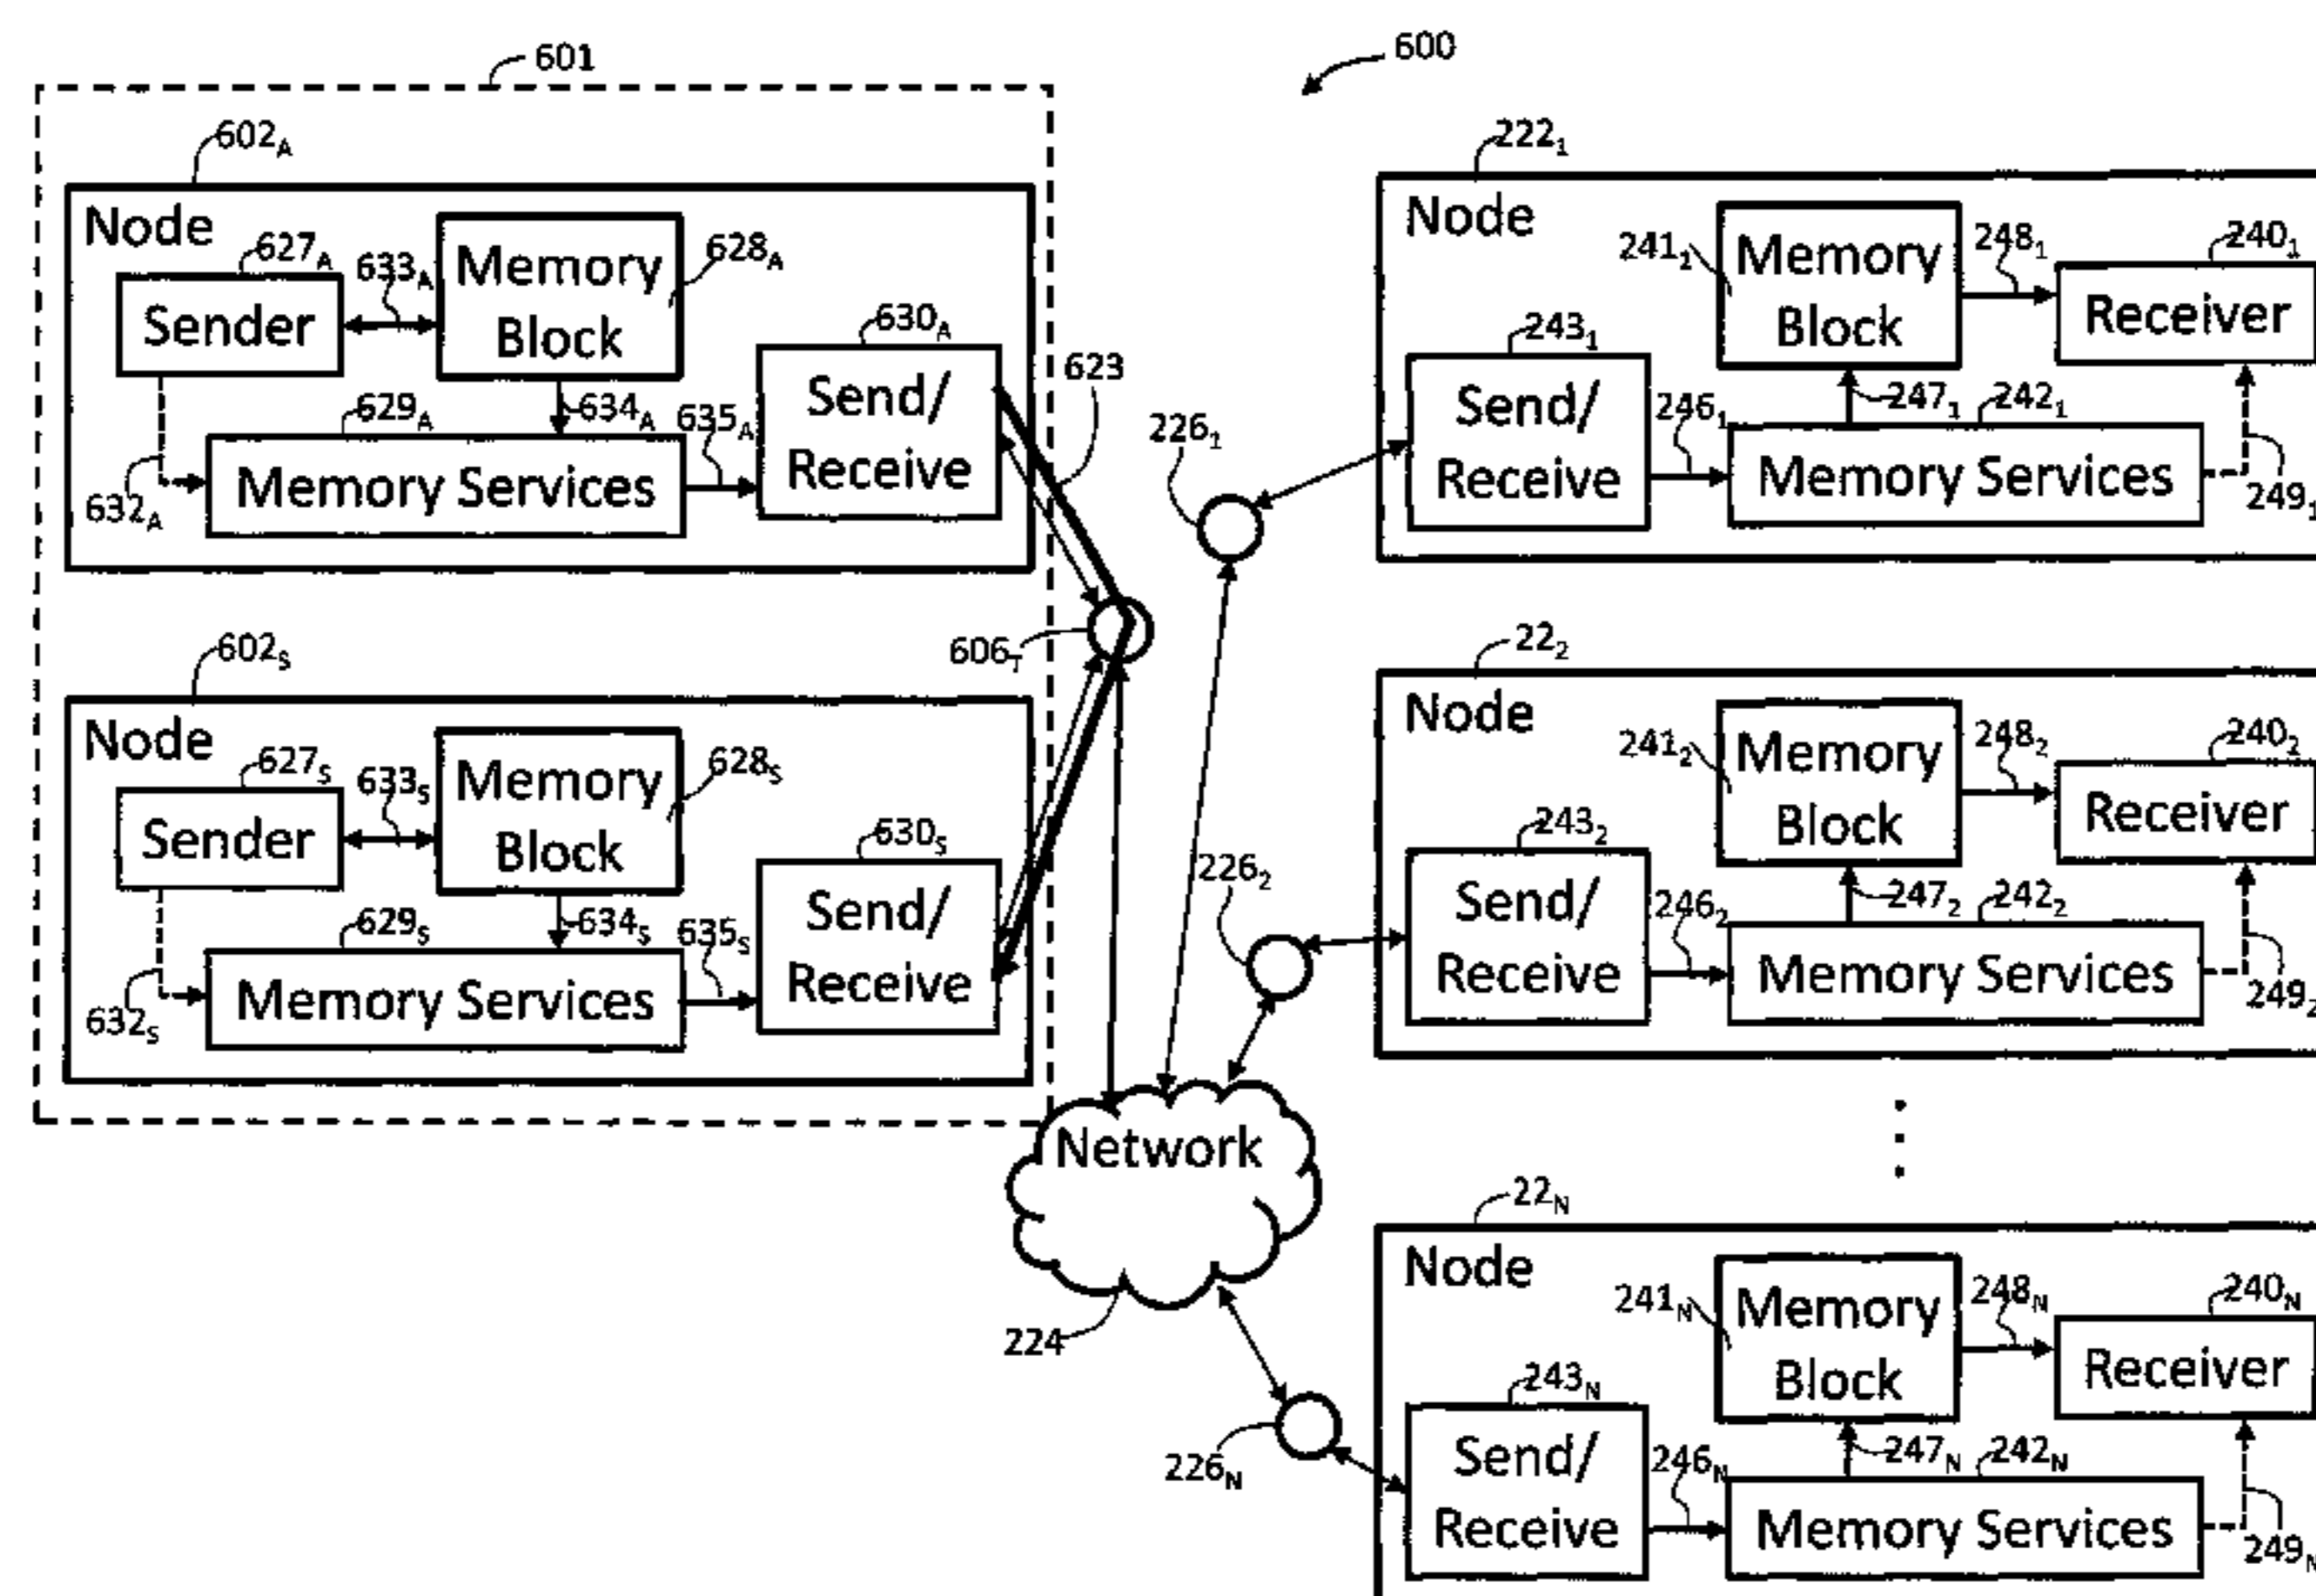 601
600
602A
Node
627A
633A
Memory
Block
628A
Sender
630A
Send/
Receive
623
629A
634A
635A
Memory Services
632A
606T
602S
Node
627S
633S
Memory
Block
628S
Sender
630S
Send/
Receive
629S
634S
635S
Memory Services
632S
Network
224
2221
Node
2411
Memory
Block
2481
2401
Receiver
2431
Send/
Receive
2461
2471
2421
Memory Services
2491
2261
222
Node
2412
Memory
Block
2482
2402
Receiver
2432
Send/
Receive
2462
2472
2422
Memory Services
2492
2262
22N
Node
241N
Memory
Block
248N
240N
Receiver
243N
Send/
Receive
246N
247N
242N
Memory Services
249N
226N